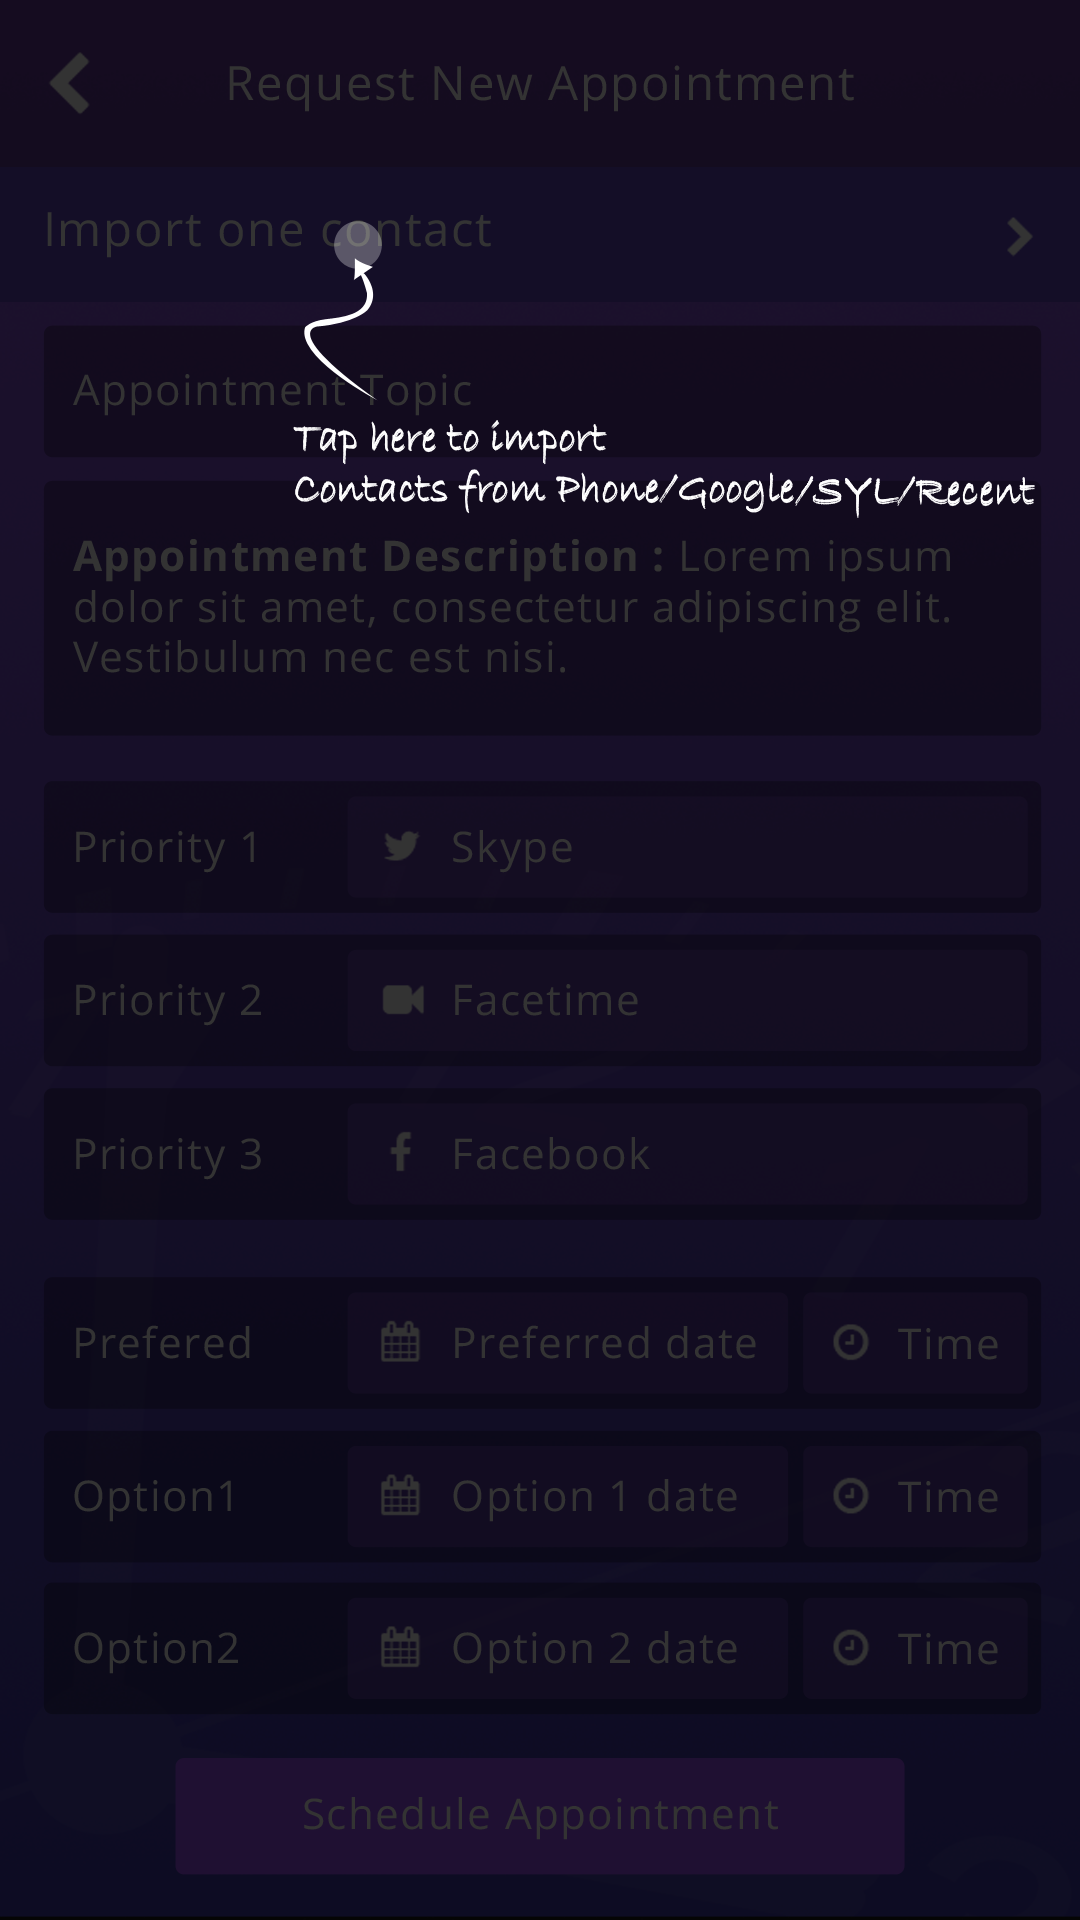 Request New Appointment
Import one contact
Appointment Topic
Tap here to import
Contacts from Phone/Google/SYL/Recent
Appointment Description : Lorem ipsum
dolor sit amet, consectetur adipiscing elit.
Vestibulum nec est nisi.
Priority 1 Skype
Priority 2 Facetime
Priority 3 Facebook
Prefered Preferred date Time
Option1 Option 1 date Time
Option2 Option 2 date Time
Schedule Appointment